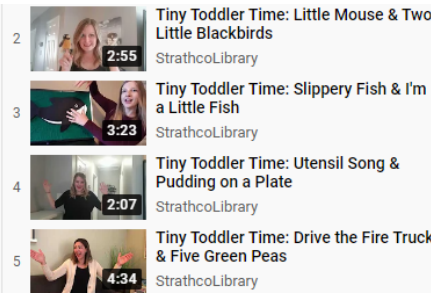 2
2:55
Tiny Toddler Time: Little Mouse & Two
Little Blackbirds
StrathcoLibrary
3
3:23
Tiny Toddler Time: Slippery Fish & I'm
a Little Fish
StrathcoLibrary
4
2:07
Tiny Toddler Time: Utensil Song &
Pudding on a Plate
StrathcoLibrary
5
4:34
Tiny Toddler Time: Drive the Fire Truck
& Five Green Peas
StrathcoLibrary